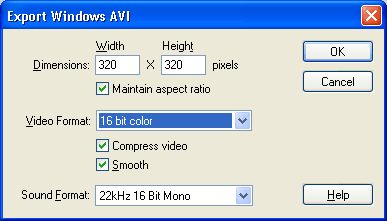 Export Windows AVI
Width Height
Dimensions: 320 X 320 pixels
OK
Cancel
Maintain aspect ratio
Video Format: 16 bit color
Compress video
Smooth
Sound Format: 22kHz 16 Bit Mono
Help